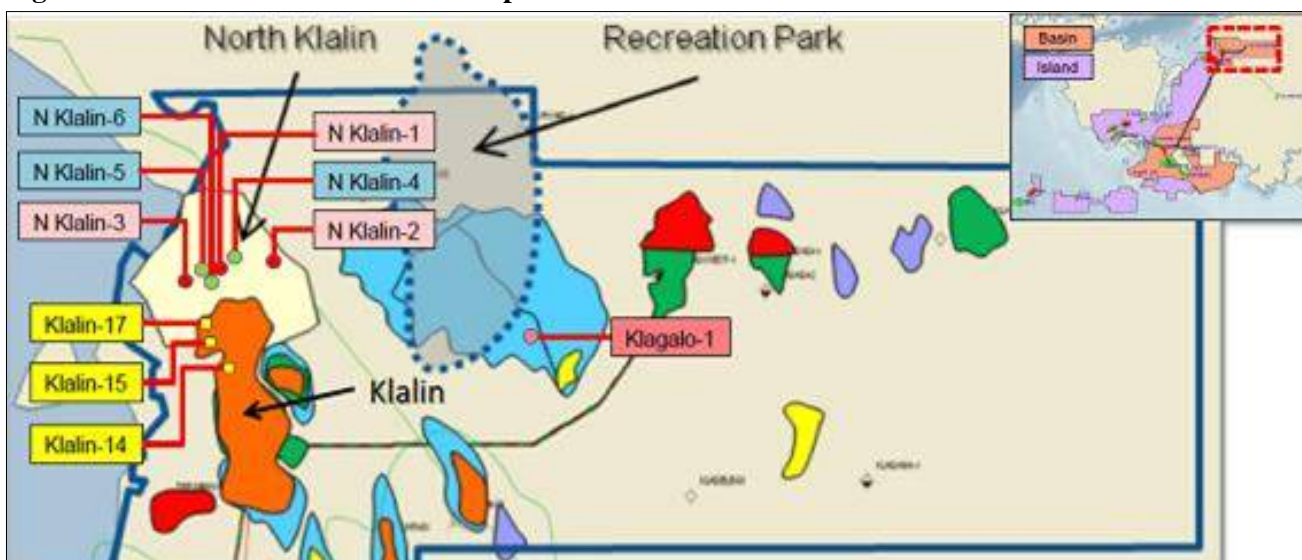 North Klalin
Recreation Park
Basin
Island
N Klalin-6
N Klalin-1
N Klalin-5
N Klalin-4
N Klalin-3
N Klalin-2
Klalin-17
Klagalo-1
Klalin-15
Klalin
Klalin-14